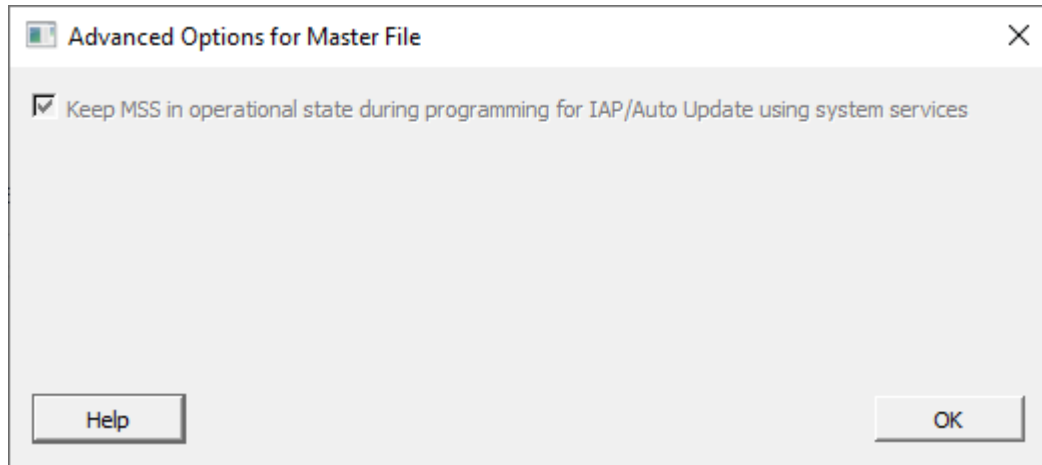 Advanced Options for Master File
Keep MSS in operational state during programming for IAP/Auto Update using system services
Help
OK